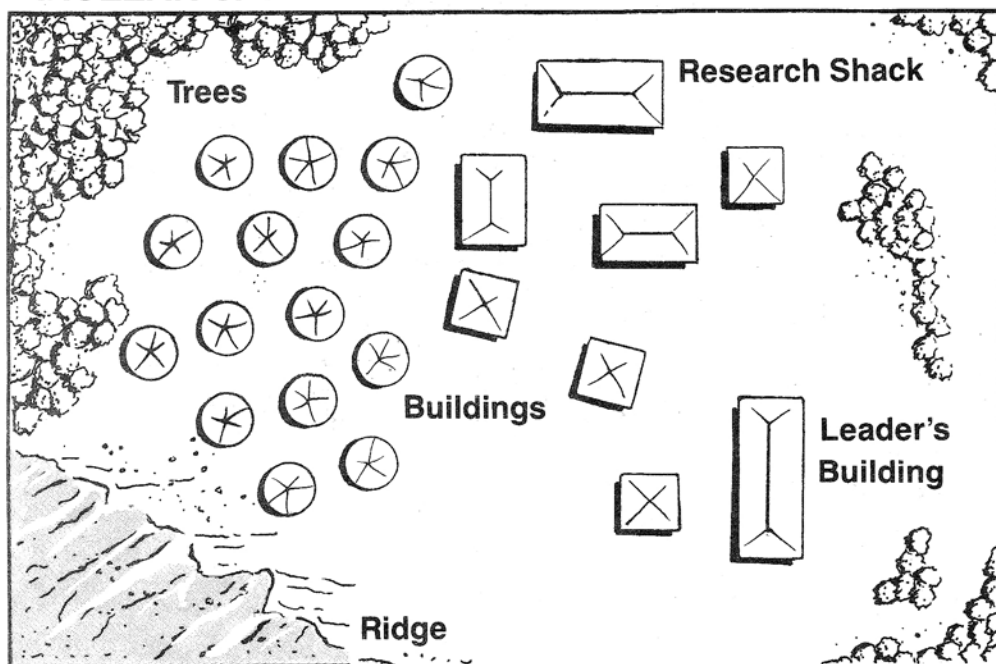 Research Shack
Trees
Buildings
Leader's
Building
Ridge